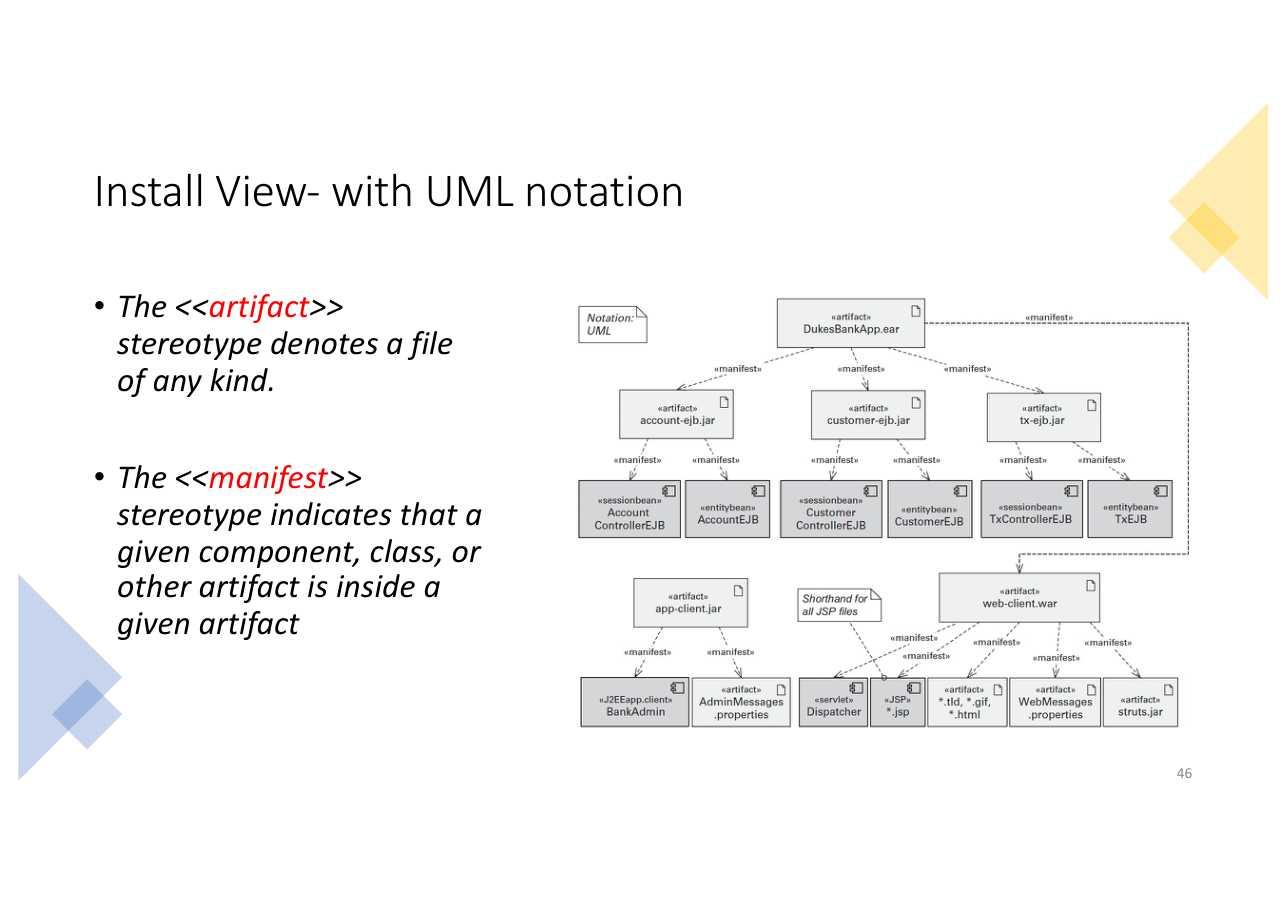 Install View- with UML notation
• The <<artifact>>
stereotype denotes a file
of any kind.
• The <<manifest>>
stereotype indicates that a
given component, class, or
other artifact is inside a
given artifact
Notation:
UML
«artifact»
DukesBankApp.ear
«manifest»
«manifest»
«manifest»
«manifest»
«artifact»
account-ejb.jar
«artifact»
customer-ejb.jar
«artifact»
tx-ejb.jar
«manifest»
«manifest»
«manifest»
«manifest»
«manifest»
«manifest»
«sessionbean»
Account
ControllerEJB
«entitybean»
AccountEJB
«sessionbean»
Customer
ControllerEJB
«entitybean»
CustomerEJB
«sessionbean»
TxControllerEJB
«entitybean»
TxEJB
«artifact»
app-client.jar
Shorthand for
all JSP files
«artifact»
web-client.war
«manifest»
«manifest»
«manifest»
«manifest»
«manifest»
«manifest»
«manifest»
«J2EEapp.client»
BankAdmin
«artifact»
AdminMessages
.properties
«servlet»
Dispatcher
«JSP»
*.jsp
«artifact»
*.tld, *.gif,
*.html
«artifact»
WebMessages
.properties
«artifact»
struts.jar
46